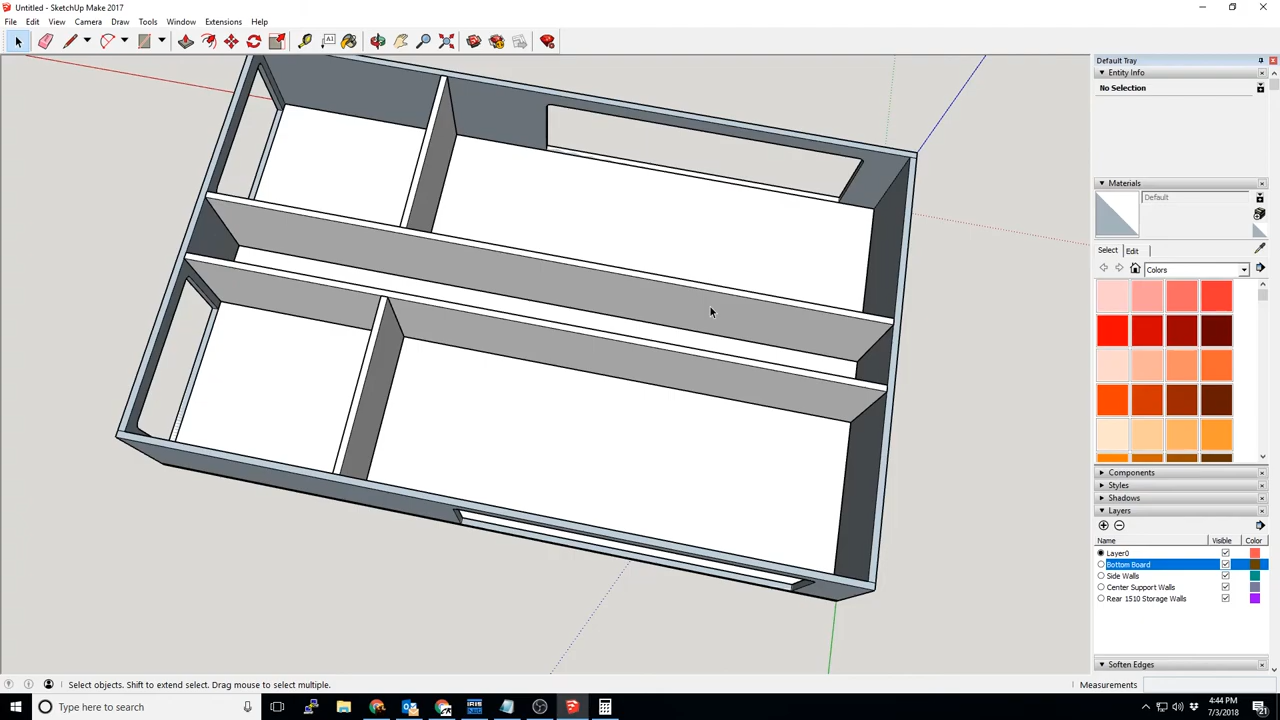 Untitled - SketchUp Make 2017
File Edit View Camera Draw Tools Window Extensions Help
Default Tray
Entity Info
No Selection
Materials
Default
Select Edit
Colors
Components
Styles
Shadows
Layers
Name Visible Color
Layer0
Bottom Board
Side Walls
Center Support Walls
Rear 1510 Storage Walls
Soften Edges
Select objects. Shift to extend select. Drag mouse to select multiple.
Measurements
Type here to search
4:44 PM
7/3/2018
21